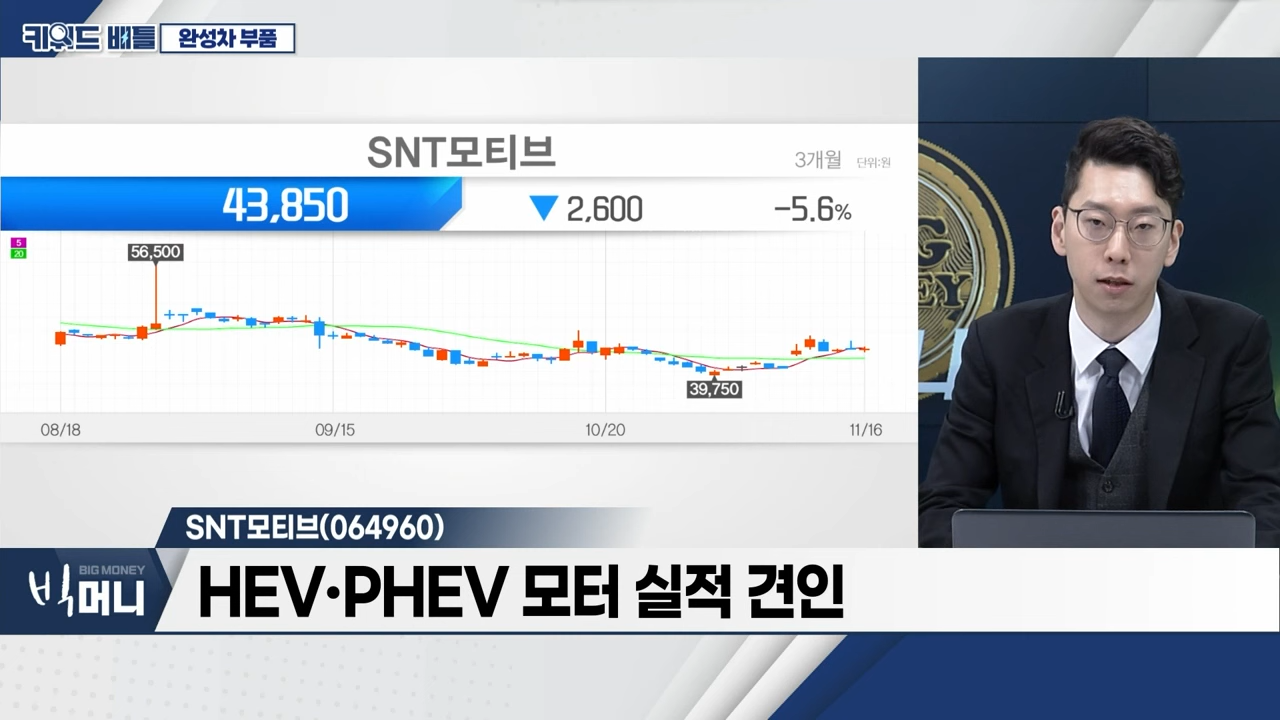 키워드 배틀 완성차 부품
SNT모티브
3개월 단위:원
43,850 ▼ 2,600 -5.6%
5
20
56,500
39,750
08/18 09/15 10/20 11/16
SNT모티브(064960)
BIG MONEY
빅머니
HEV·PHEV 모터 실적 견인